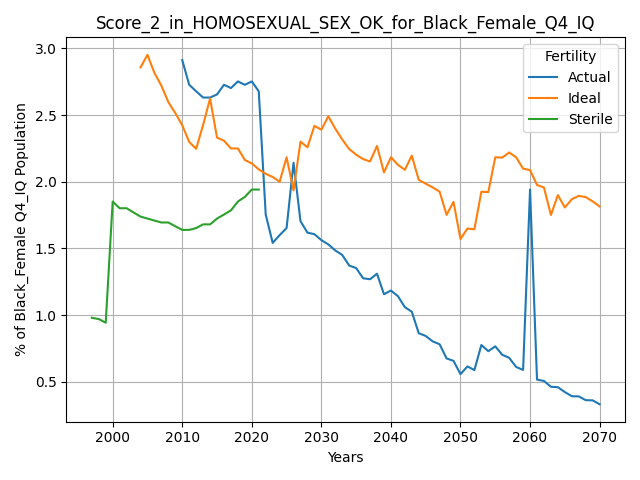 Score_2_in_HOMOSEXUAL_SEX_OK_for_Black_Female_Q4_IQ
% of Black_Female Q4_IQ Population
3.0
2.5
2.0
1.5
1.0
0.5
Fertility
Actual
Ideal
Sterile
2000 2010 2020 2030 2040 2050 2060 2070
Years